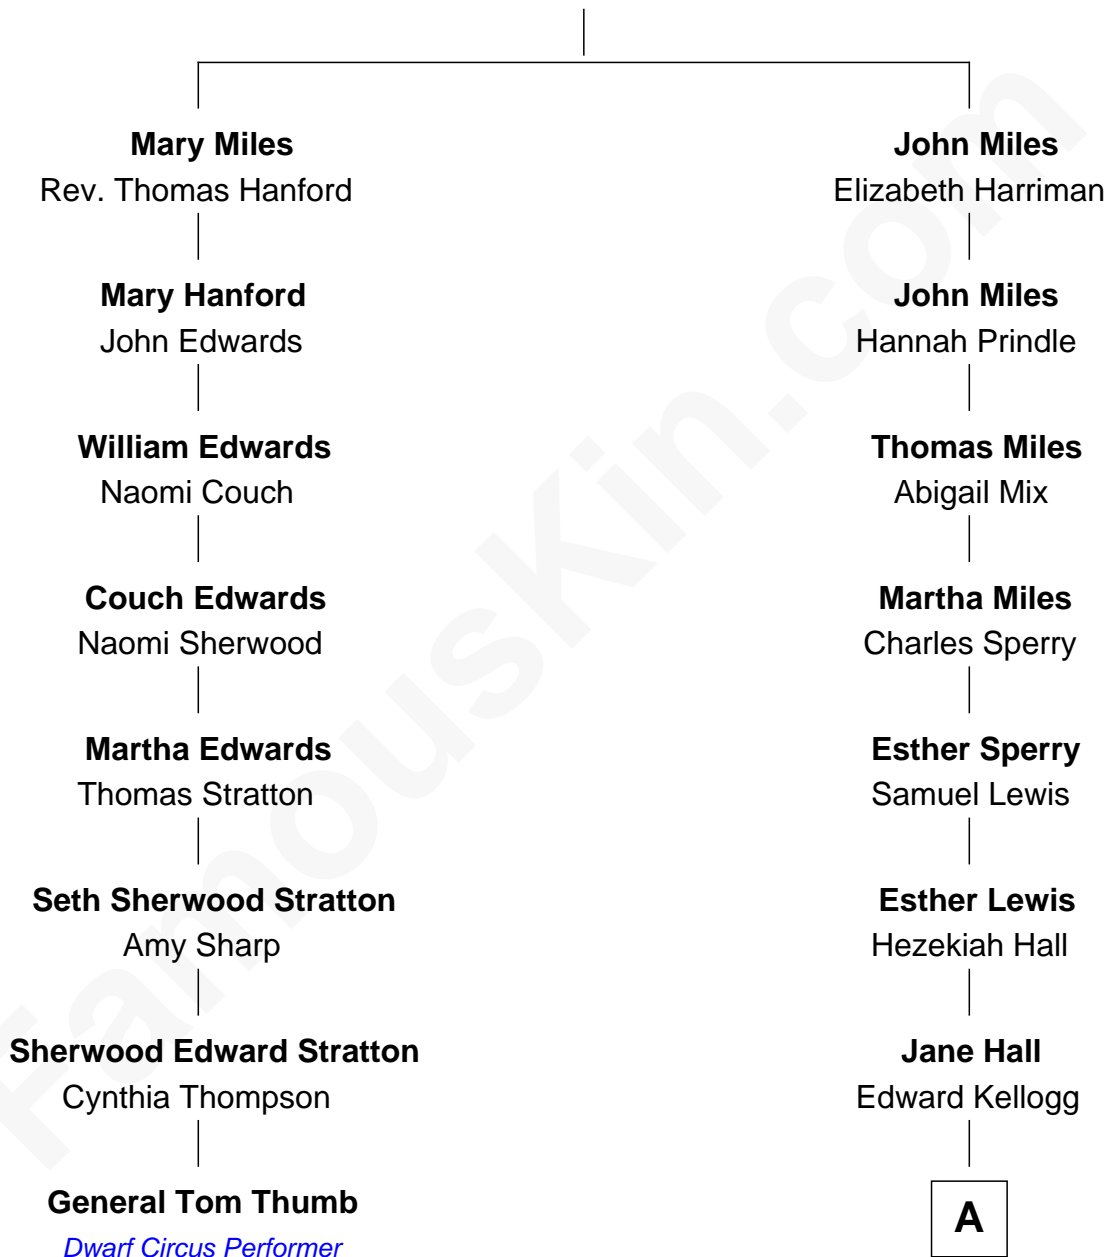 Mary Miles
Rev. Thomas Hanford
Mary Hanford
John Edwards
William Edwards
Naomi Couch
Couch Edwards
Naomi Sherwood
Martha Edwards
Thomas Stratton
Seth Sherwood Stratton
Amy Sharp
Sherwood Edward Stratton
Cynthia Thompson
General Tom Thumb
Dwarf Circus Performer
John Miles
Elizabeth Harriman
John Miles
Hannah Prindle
Thomas Miles
Abigail Mix
Martha Miles
Charles Sperry
Esther Sperry
Samuel Lewis
Esther Lewis
Hezekiah Hall
Jane Hall
Edward Kellogg
A
FamousKin.com